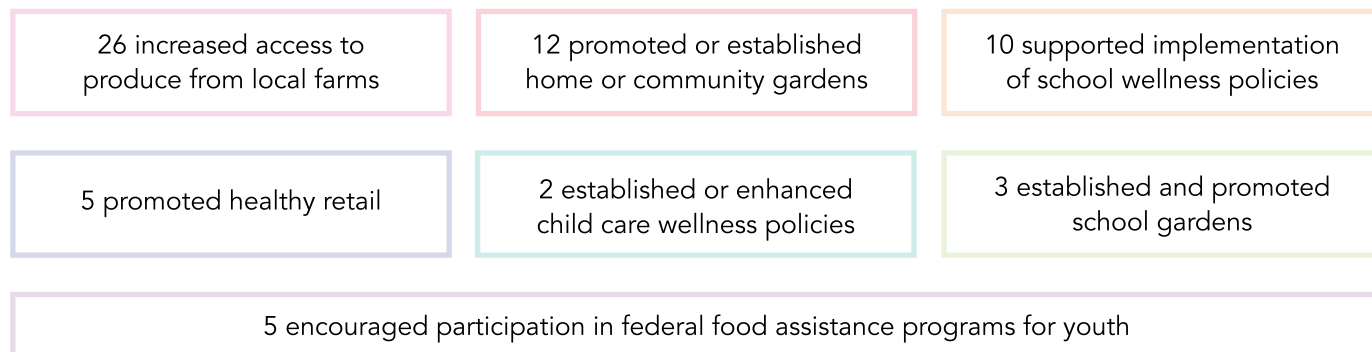 26 increased access to
produce from local farms
12 promoted or established
home or community gardens
10 supported implementation
of school wellness policies
5 promoted healthy retail
2 established or enhanced
child care wellness policies
3 established and promoted
school gardens
5 encouraged participation in federal food assistance programs for youth